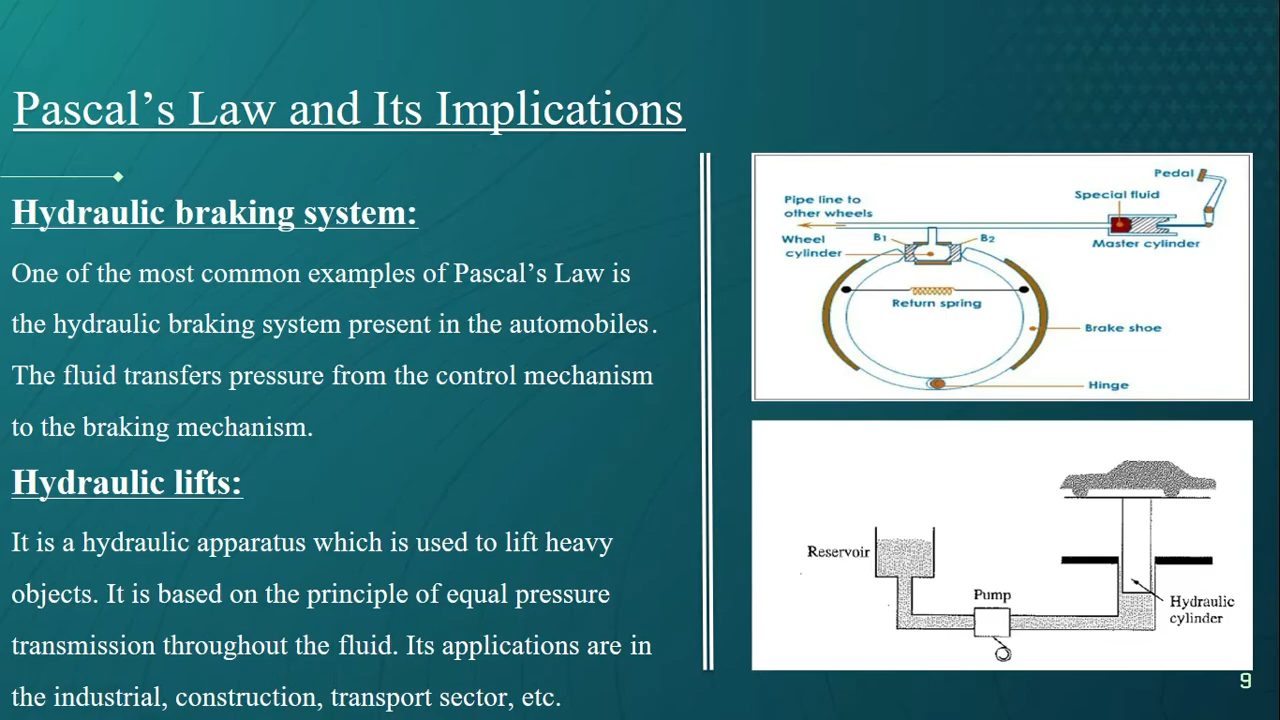 Pascal’s Law and Its Implications
Hydraulic braking system:
One of the most common examples of Pascal’s Law is
the hydraulic braking system present in the automobiles.
The fluid transfers pressure from the control mechanism
to the braking mechanism.
Hydraulic lifts:
It is a hydraulic apparatus which is used to lift heavy
objects. It is based on the principle of equal pressure
transmission throughout the fluid. Its applications are in
the industrial, construction, transport sector, etc.
Pedal
Special fluid
Pipe line to
other wheels
Master cylinder
Wheel
cylinder
B1
B2
Return spring
Brake shoe
Hinge
Reservoir
Pump
Hydraulic
cylinder
9